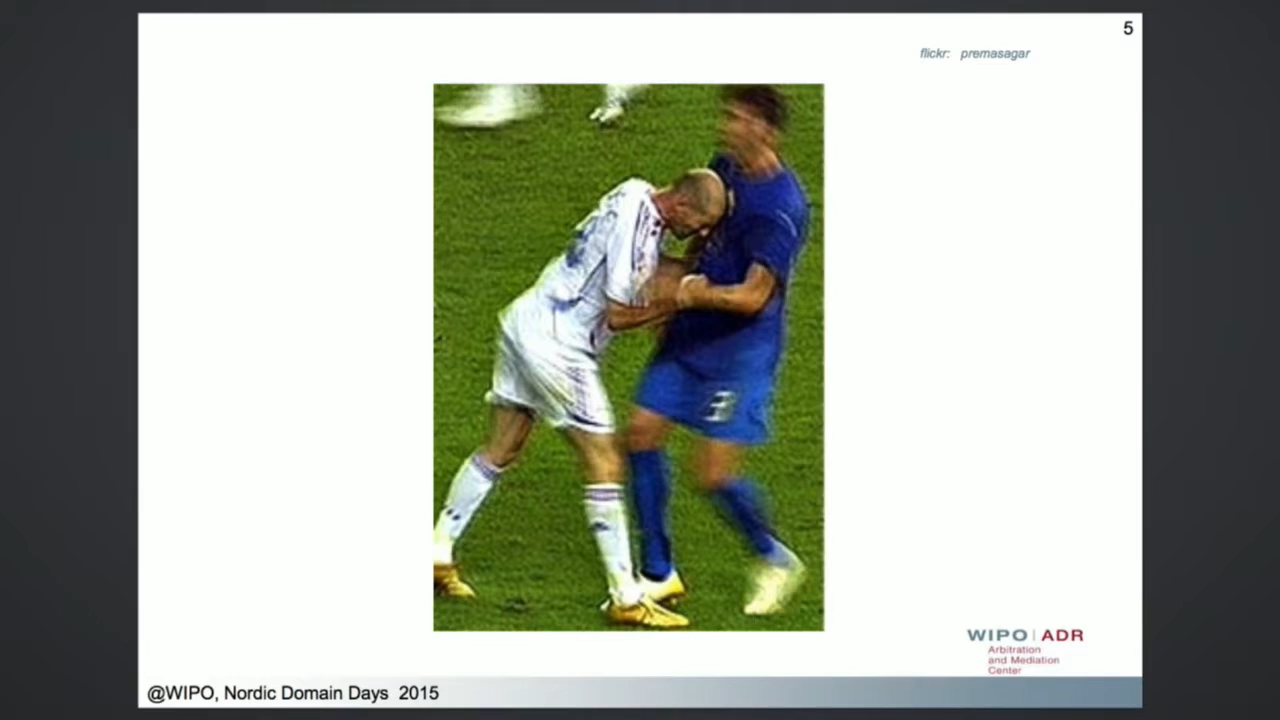 5
flickr: premasagar
WIPO | ADR
Arbitration
and Mediation
Center
@WIPO, Nordic Domain Days 2015